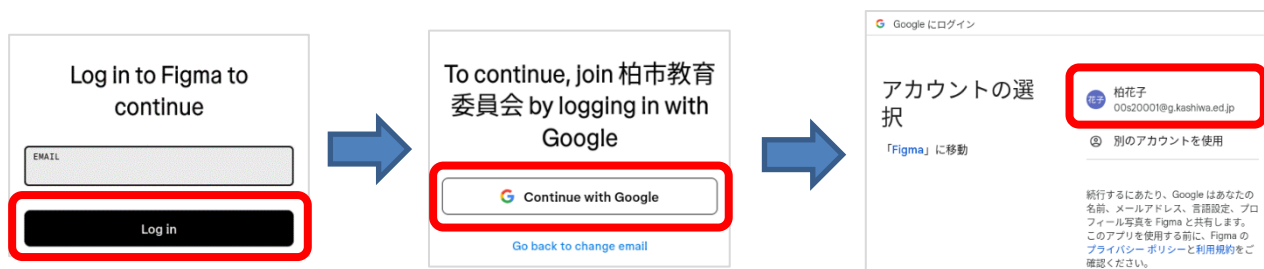 Log in to Figma to
continue
EMAIL
Log in
To continue, join 柏市教育
委員会 by logging in with
Google
Continue with Google
Go back to change email
Google にログイン
アカウントの選
択
「Figma」に移動
花子
柏花子
00s20001@g.kashiwa.ed.jp
別のアカウントを使用
続行するにあたり、Google はあなたの
名前、メールアドレス、言語設定、プロ
フィール写真を Figma と共有します。
このアプリを使用する前に、Figma の
プライバシー ポリシーと利用規約をご
確認ください。